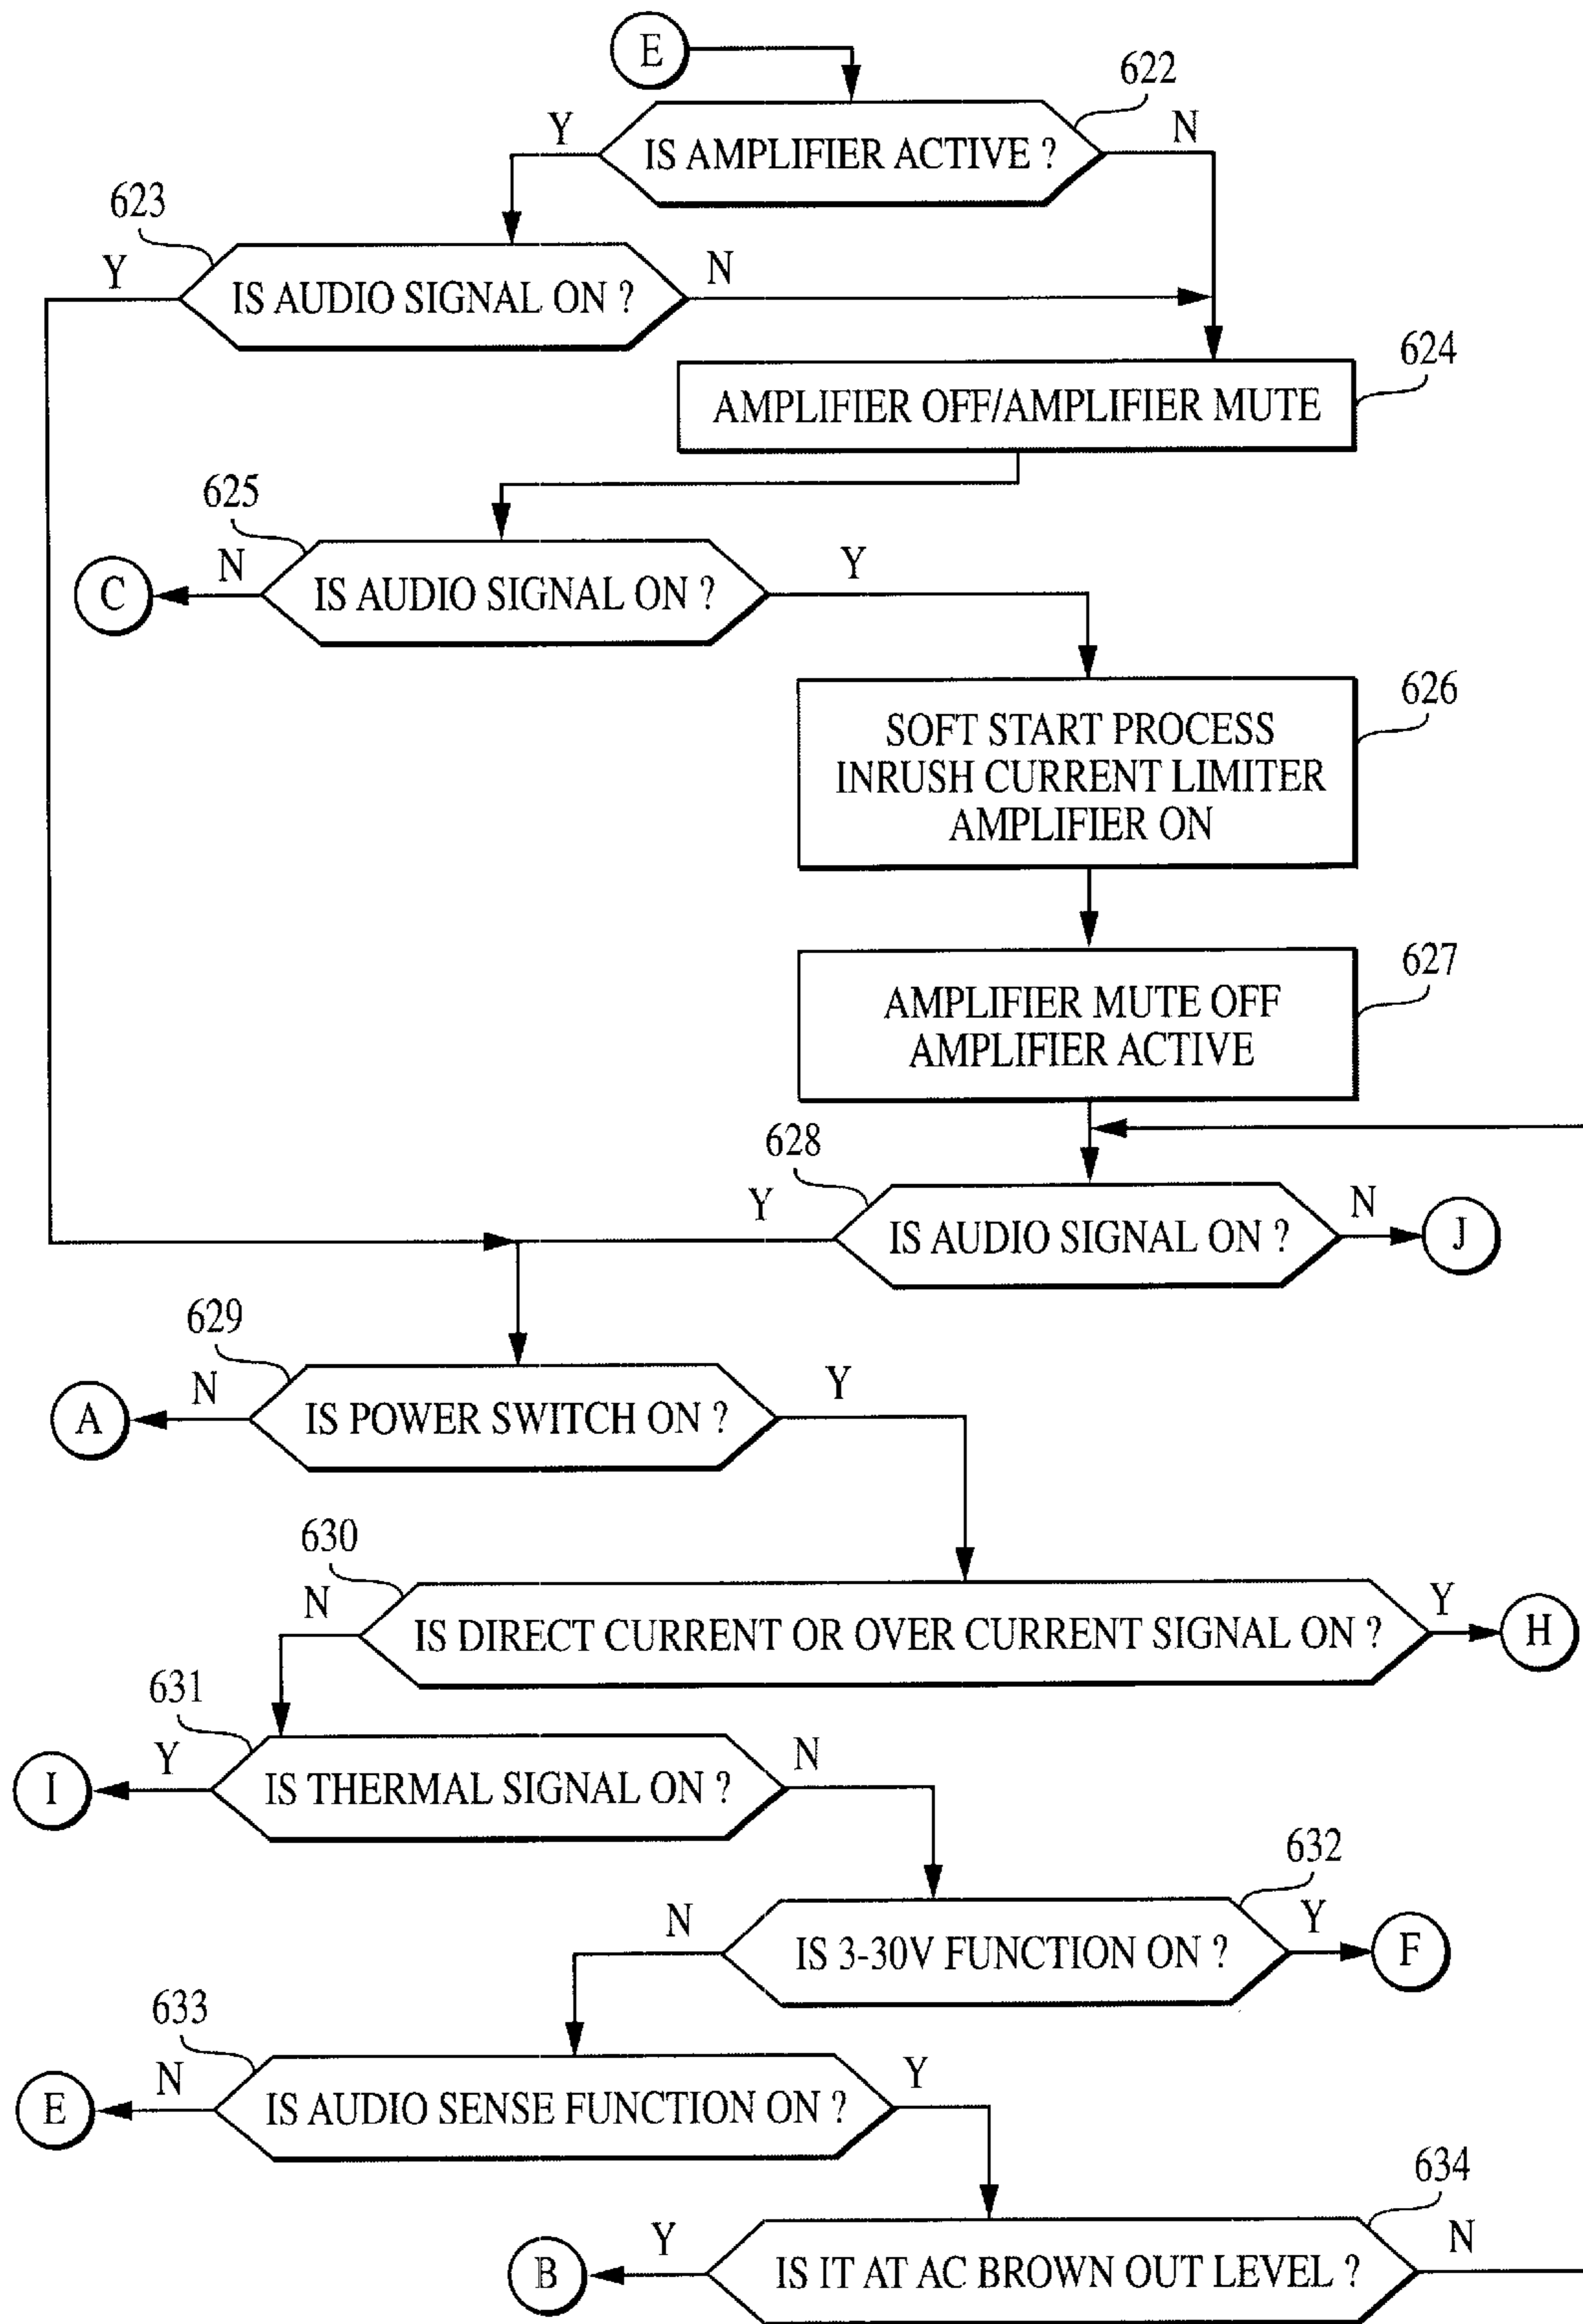 E
622
Y
IS AMPLIFIER ACTIVE ?
N
623
Y
IS AUDIO SIGNAL ON ?
N
624
AMPLIFIER OFF/AMPLIFIER MUTE
625
C
N
IS AUDIO SIGNAL ON ?
Y
626
SOFT START PROCESS
INRUSH CURRENT LIMITER
AMPLIFIER ON
627
AMPLIFIER MUTE OFF
AMPLIFIER ACTIVE
628
Y
IS AUDIO SIGNAL ON ?
N
J
629
A
N
IS POWER SWITCH ON ?
Y
630
N
IS DIRECT CURRENT OR OVER CURRENT SIGNAL ON ?
Y
H
631
I
Y
IS THERMAL SIGNAL ON ?
N
632
N
IS 3-30V FUNCTION ON ?
Y
F
633
E
N
IS AUDIO SENSE FUNCTION ON ?
Y
634
B
Y
IS IT AT AC BROWN OUT LEVEL ?
N